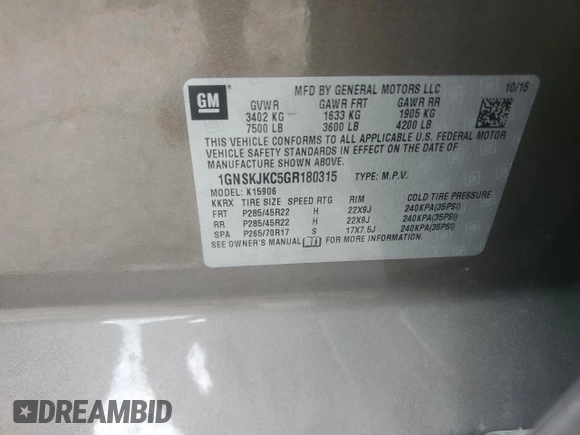 GM
MFD BY GENERAL MOTORS LLC 10/15
GVWR GAWR FRT GAWR RR
3402 KG 1633 KG 1905 KG
7500 LB 3600 LB 4200 LB
THIS VEHICLE CONFORMS TO ALL APPLICABLE U.S. FEDERAL MOTOR
VEHICLE SAFETY STANDARDS IN EFFECT ON THE DATE OF
MANUFACTURE SHOWN ABOVE.
1GNSKJKC5GR180315 TYPE: M.P.V.
MODEL: K15906
KKRX TIRE SIZE SPEED RTG RIM COLD TIRE PRESSURE
FRT P285/45R22 H 22X9J 240KPA(35PSI)
RR P285/45R22 H 22X9J 240KPA(35PSI)
SPA P265/70R17 S 17X7.5J 240KPA(35PSI)
SEE OWNER'S MANUAL FOR MORE INFORMATION.
DREAMBID